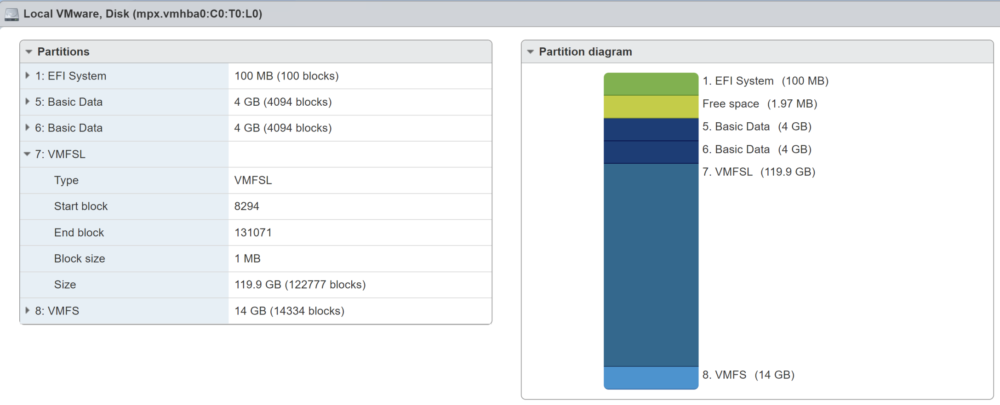 Local VMware, Disk (mpx.vmhba0:C0:T0:L0)
Partitions
1: EFI System 100 MB (100 blocks)
5: Basic Data 4 GB (4094 blocks)
6: Basic Data 4 GB (4094 blocks)
7: VMFSL
Type VMFSL
Start block 8294
End block 131071
Block size 1 MB
Size 119.9 GB (122777 blocks)
8: VMFS 14 GB (14334 blocks)
Partition diagram
1. EFI System (100 MB)
Free space (1.97 MB)
5. Basic Data (4 GB)
6. Basic Data (4 GB)
7. VMFSL (119.9 GB)
8. VMFS (14 GB)